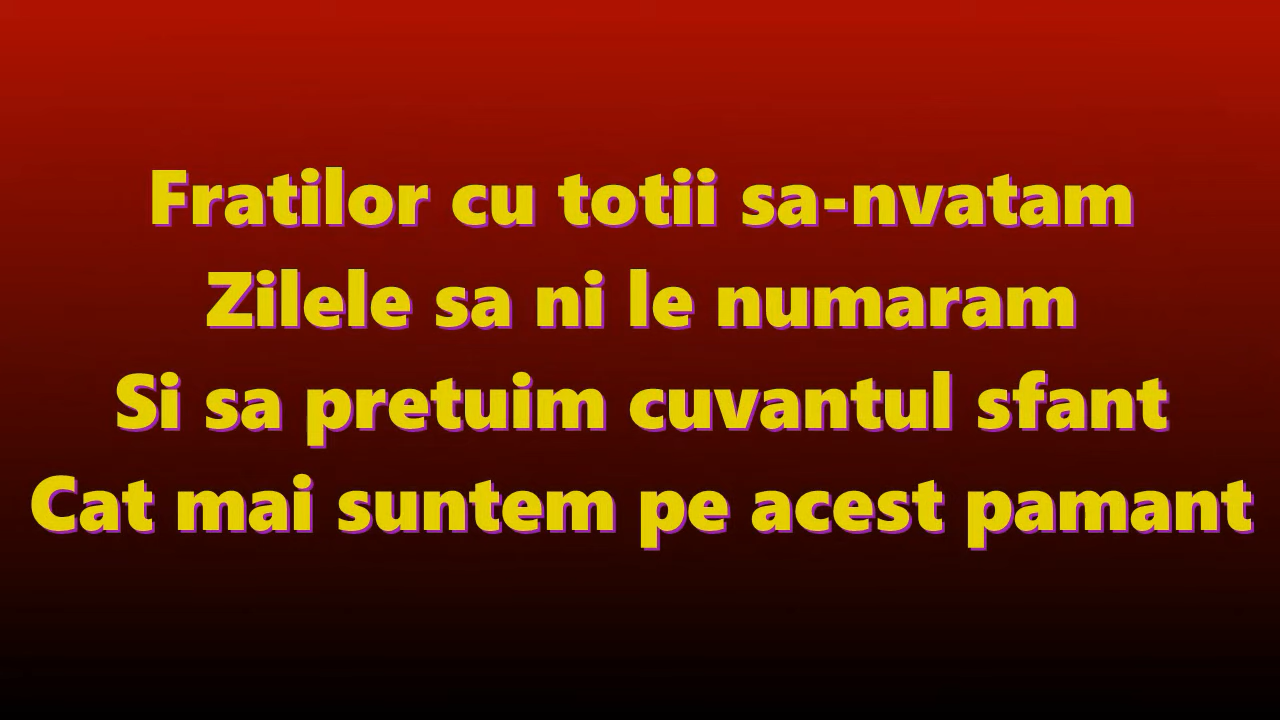 Fratilor cu totii sa-nvatam
Zilele sa ni le numaram
Si sa pretuim cuvantul sfant
Cat mai suntem pe acest pamant